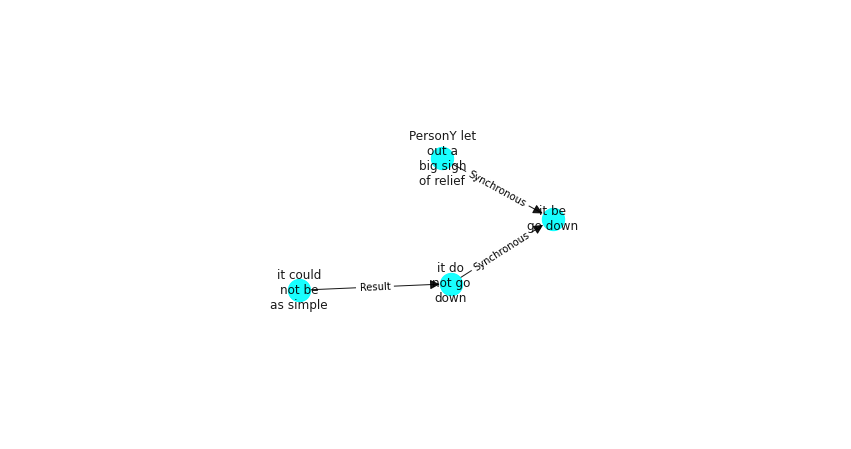 PersonY let
out a
big sigh
of relief
Synchronous
it be
go down
Synchronous
it do
not go
down
it could
not be
as simple
Result